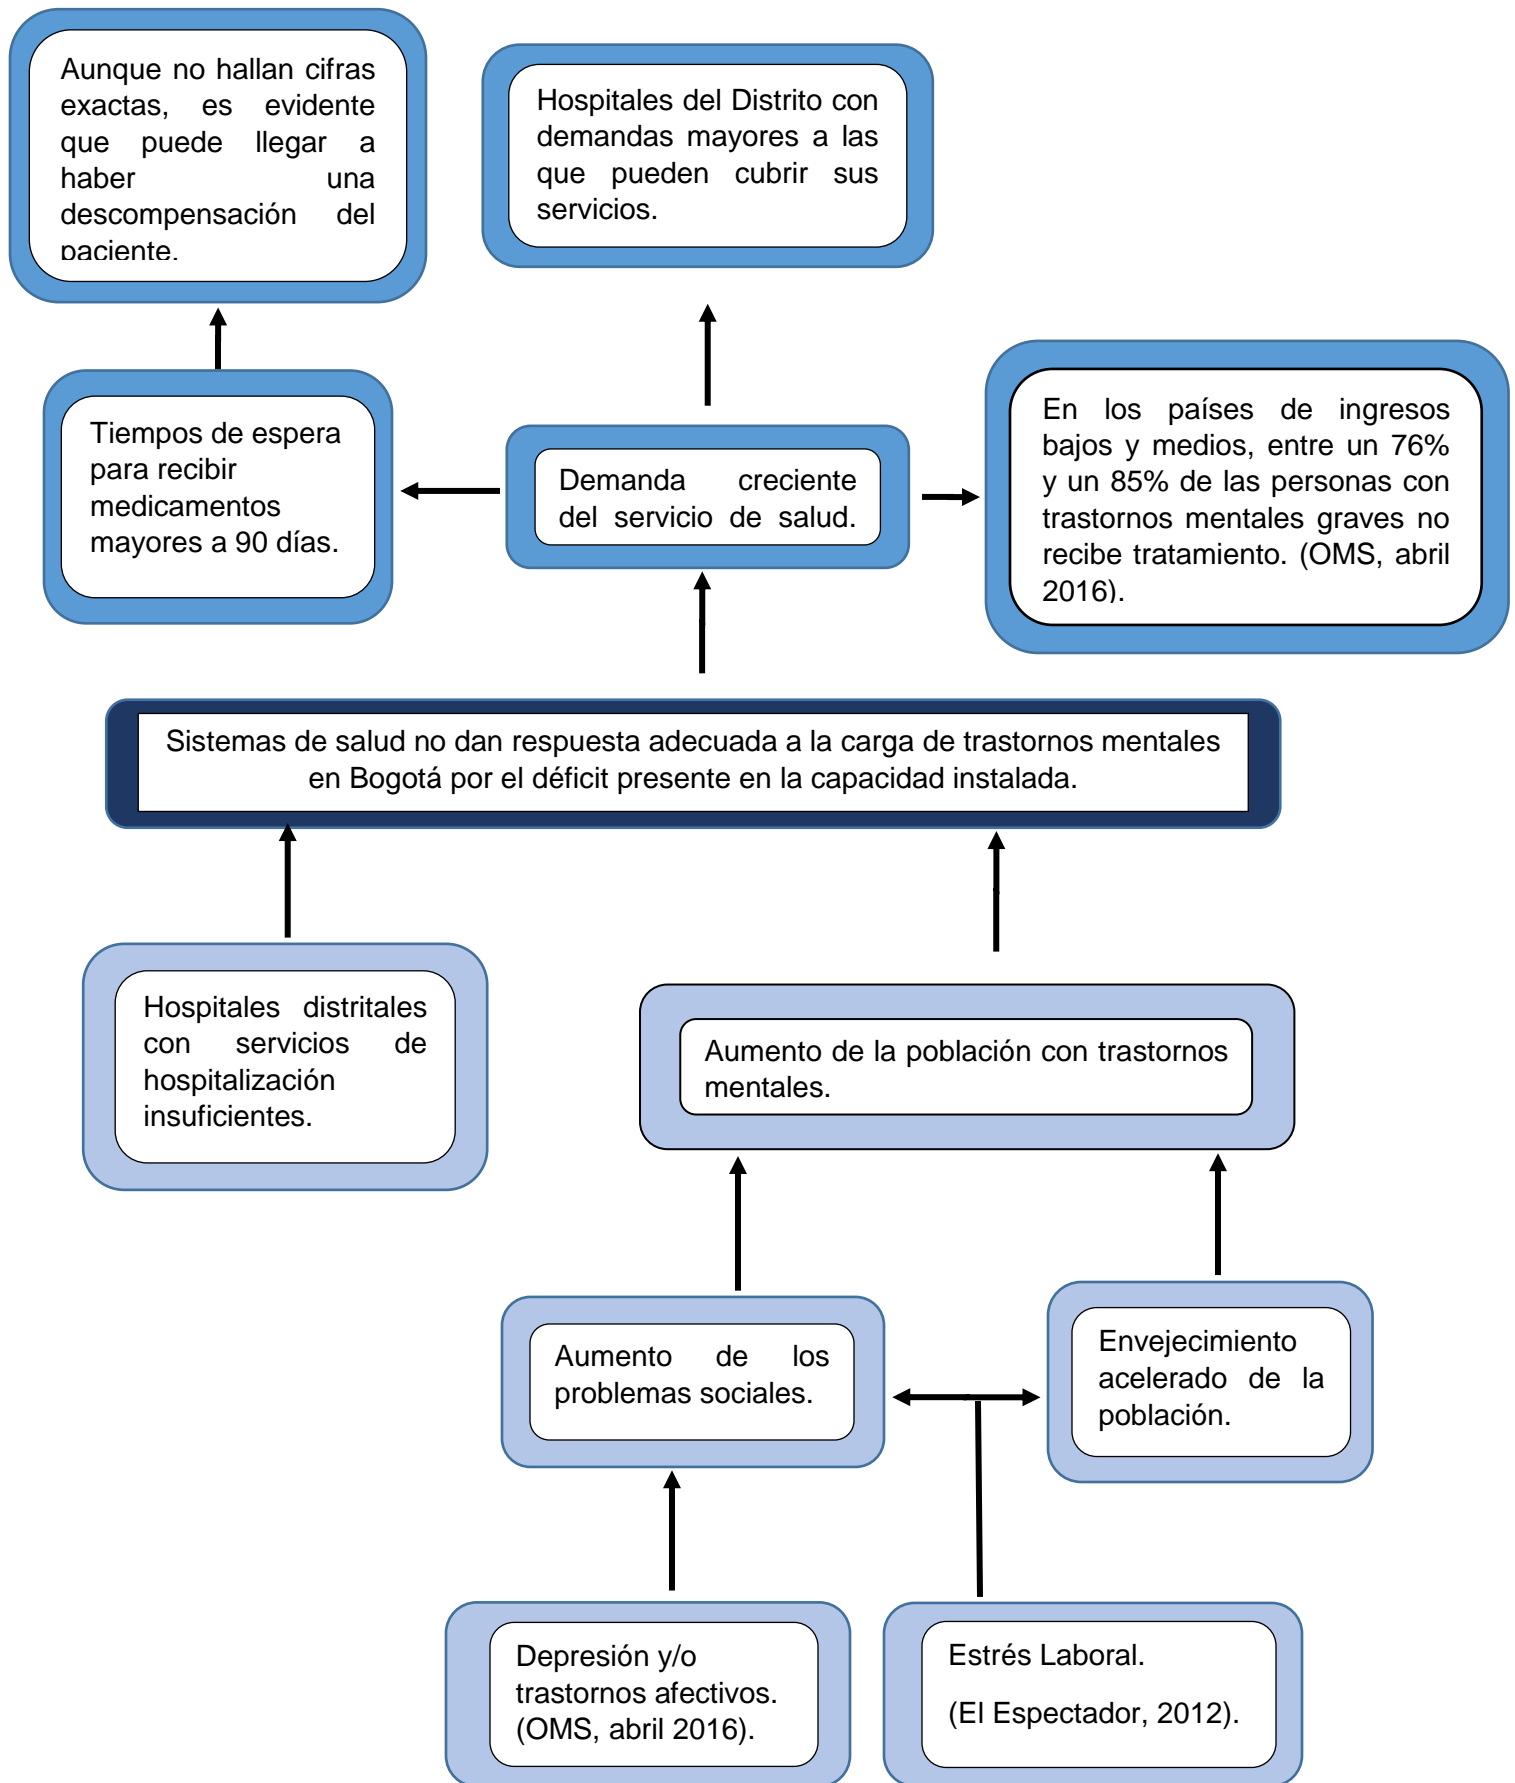 Aunque no hallan cifras
exactas, es evidente
que puede llegar a
haber una
descompensación del
paciente.
Hospitales del Distrito con
demandas mayores a las
que pueden cubrir sus
servicios.
Tiempos de espera
para recibir
medicamentos
mayores a 90 días.
Demanda creciente
del servicio de salud.
En los países de ingresos
bajos y medios, entre un 76%
y un 85% de las personas con
trastornos mentales graves no
recibe tratamiento. (OMS, abril
2016).
Sistemas de salud no dan respuesta adecuada a la carga de trastornos mentales
en Bogotá por el déficit presente en la capacidad instalada.
Hospitales distritales
con servicios de
hospitalización
insuficientes.
Aumento de la población con trastornos
mentales.
Aumento de los
problemas sociales.
Envejecimiento
acelerado de la
población.
Depresión y/o
trastornos afectivos.
(OMS, abril 2016).
Estrés Laboral.
(El Espectador, 2012).